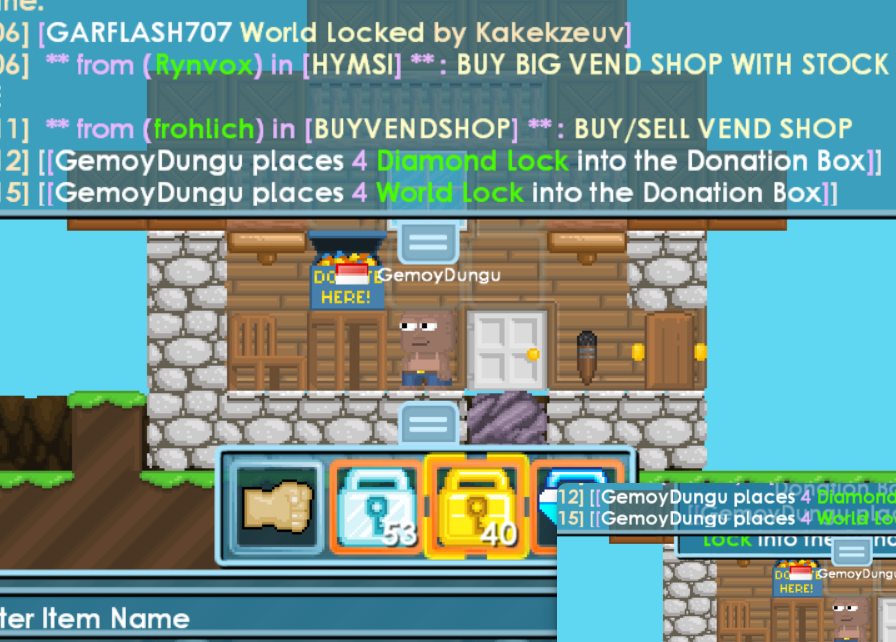 ne.
06] [GARFLASH707 World Locked by Kakekzeuv]
06] ** from (Rynvox) in [HYMSI] **: BUY BIG VEND SHOP WITH STOCK
11] ** from (frohlich) in [BUYVENDSHOP] **: BUY/SELL VEND SHOP
12] [[GemoyDungu places 4 Diamond Lock into the Donation Box]]
15] [[GemoyDungu places 4 World Lock into the Donation Box]]
GemoyDungu
HERE!
53
40
12] [[GemoyDungu places 4 Diamond
15] [[GemoyDungu places 4 World Lo
lock into the
GemoyDungu
HERE!
ter Item Name